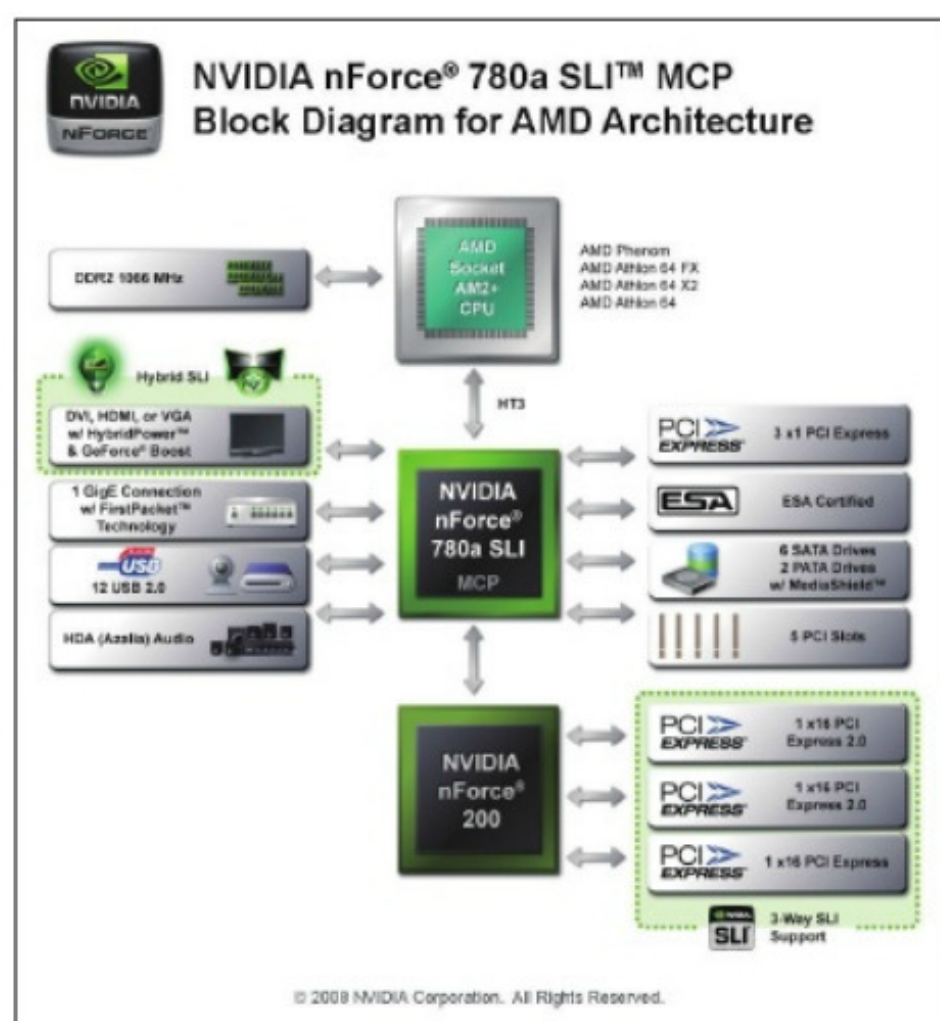 NVIDIA
NFORCE
NVIDIA nForce® 780a SLI™ MCP
Block Diagram for AMD Architecture
DDR2 1066 MHz
AMD
Socket
AM2+
CPU
AMD Phenom
AMD Athlon 64 FX
AMD Athlon 64 X2
AMD Athlon 64
Hybrid SLI
HT3
DVI, HDMI, or VGA
w/ HybridPower™
& GeForce® Boost
1 GigE Connection
w/ FirstPacket™
Technology
USB
12 USB 2.0
HDA (Azalia) Audio
NVIDIA
nForce®
780a SLI
MCP
PCI
EXPRESS
3 x1 PCI Express
ESA
ESA Certified
6 SATA Drives
2 PATA Drives
w/ MediaShield™
5 PCI Slots
NVIDIA
nForce®
200
PCI
EXPRESS
1 x16 PCI
Express 2.0
PCI
EXPRESS
1 x16 PCI
Express 2.0
PCI
EXPRESS
1 x16 PCI Express
NVIDIA
SLI
3-Way SLI
Support
© 2008 NVIDIA Corporation. All Rights Reserved.